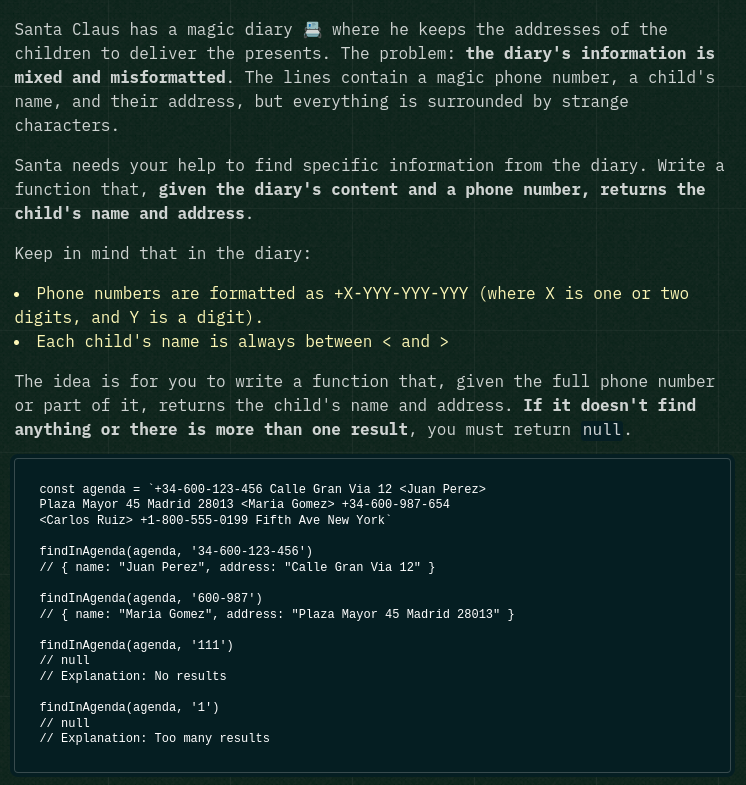 Santa Claus has a magic diary 📇 where he keeps the addresses of the
children to deliver the presents. The problem: the diary's information is
mixed and misformatted. The lines contain a magic phone number, a child's
name, and their address, but everything is surrounded by strange
characters.
Santa needs your help to find specific information from the diary. Write a
function that, given the diary's content and a phone number, returns the
child's name and address.
Keep in mind that in the diary:
• Phone numbers are formatted as +X-YYY-YYY-YYY (where X is one or two
digits, and Y is a digit).
• Each child's name is always between < and >
The idea is for you to write a function that, given the full phone number
or part of it, returns the child's name and address. If it doesn't find
anything or there is more than one result, you must return null.
const agenda = `+34-600-123-456 Calle Gran Via 12 <Juan Perez>
Plaza Mayor 45 Madrid 28013 <Maria Gomez> +34-600-987-654
<Carlos Ruiz> +1-800-555-0199 Fifth Ave New York`
findInAgenda(agenda, '34-600-123-456')
// { name: "Juan Perez", address: "Calle Gran Via 12" }
findInAgenda(agenda, '600-987')
// { name: "Maria Gomez", address: "Plaza Mayor 45 Madrid 28013" }
findInAgenda(agenda, '111')
// null
// Explanation: No results
findInAgenda(agenda, '1')
// null
// Explanation: Too many results